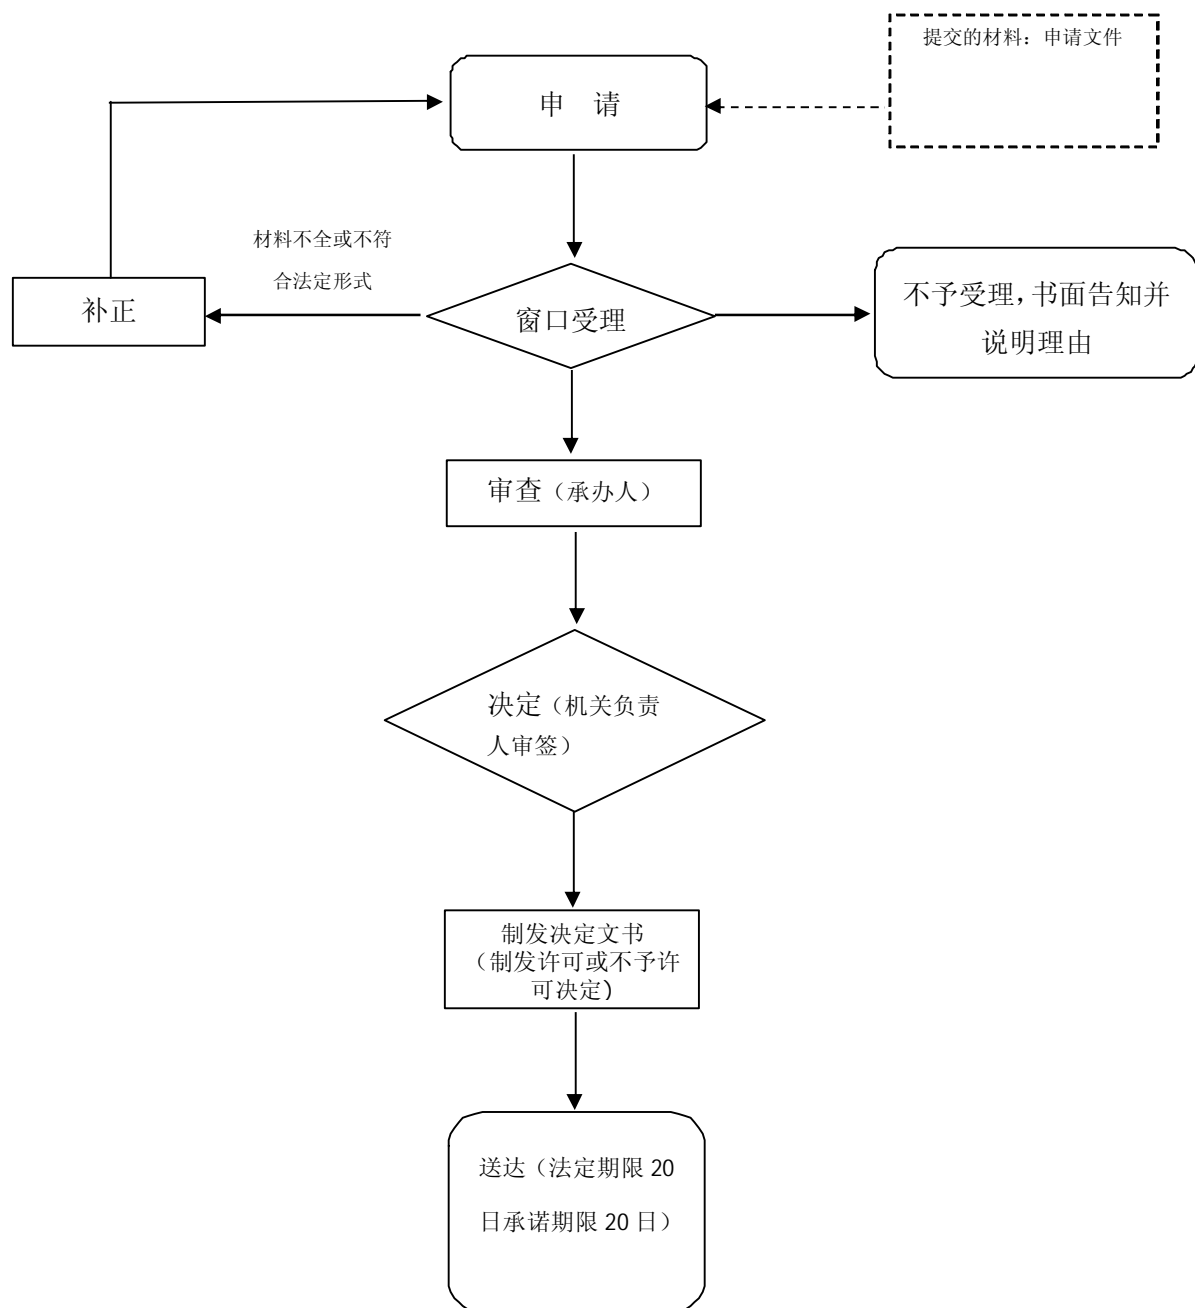 提交的材料：申请文件
申 请
材料不全或不符
合法定形式
补正
窗口受理
不予受理，书面告知并
说明理由
审查（承办人）
决定（机关负责
人审签）
制发决定文书
（制发许可或不予许
可决定)
送达（法定期限 20
日承诺期限 20 日）